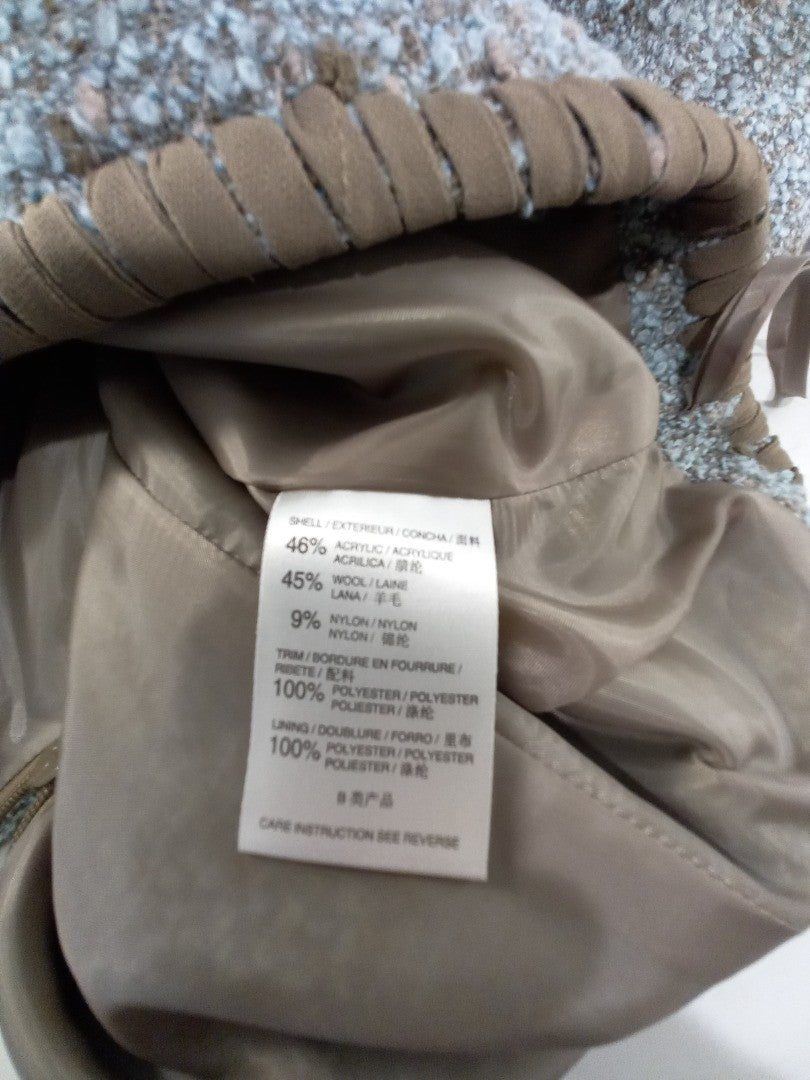 SHELL / EXTERIEUR / CONCHA / 面料
46% ACRYLIC / ACRYLIQUE
ACRILICA / 腈纶
45% WOOL / LAINE
LANA / 羊毛
9% NYLON / NYLON
NYLON / 锦纶
TRIM / BORDURE EN FOURRURE /
RIBETE / 配料
100% POLYESTER / POLYESTER
POLIESTER / 涤纶
LINING / DOUBLURE / FORRO / 里布
100% POLYESTER / POLYESTER
POLIESTER / 涤纶
B 类产品
CARE INSTRUCTION SEE REVERSE